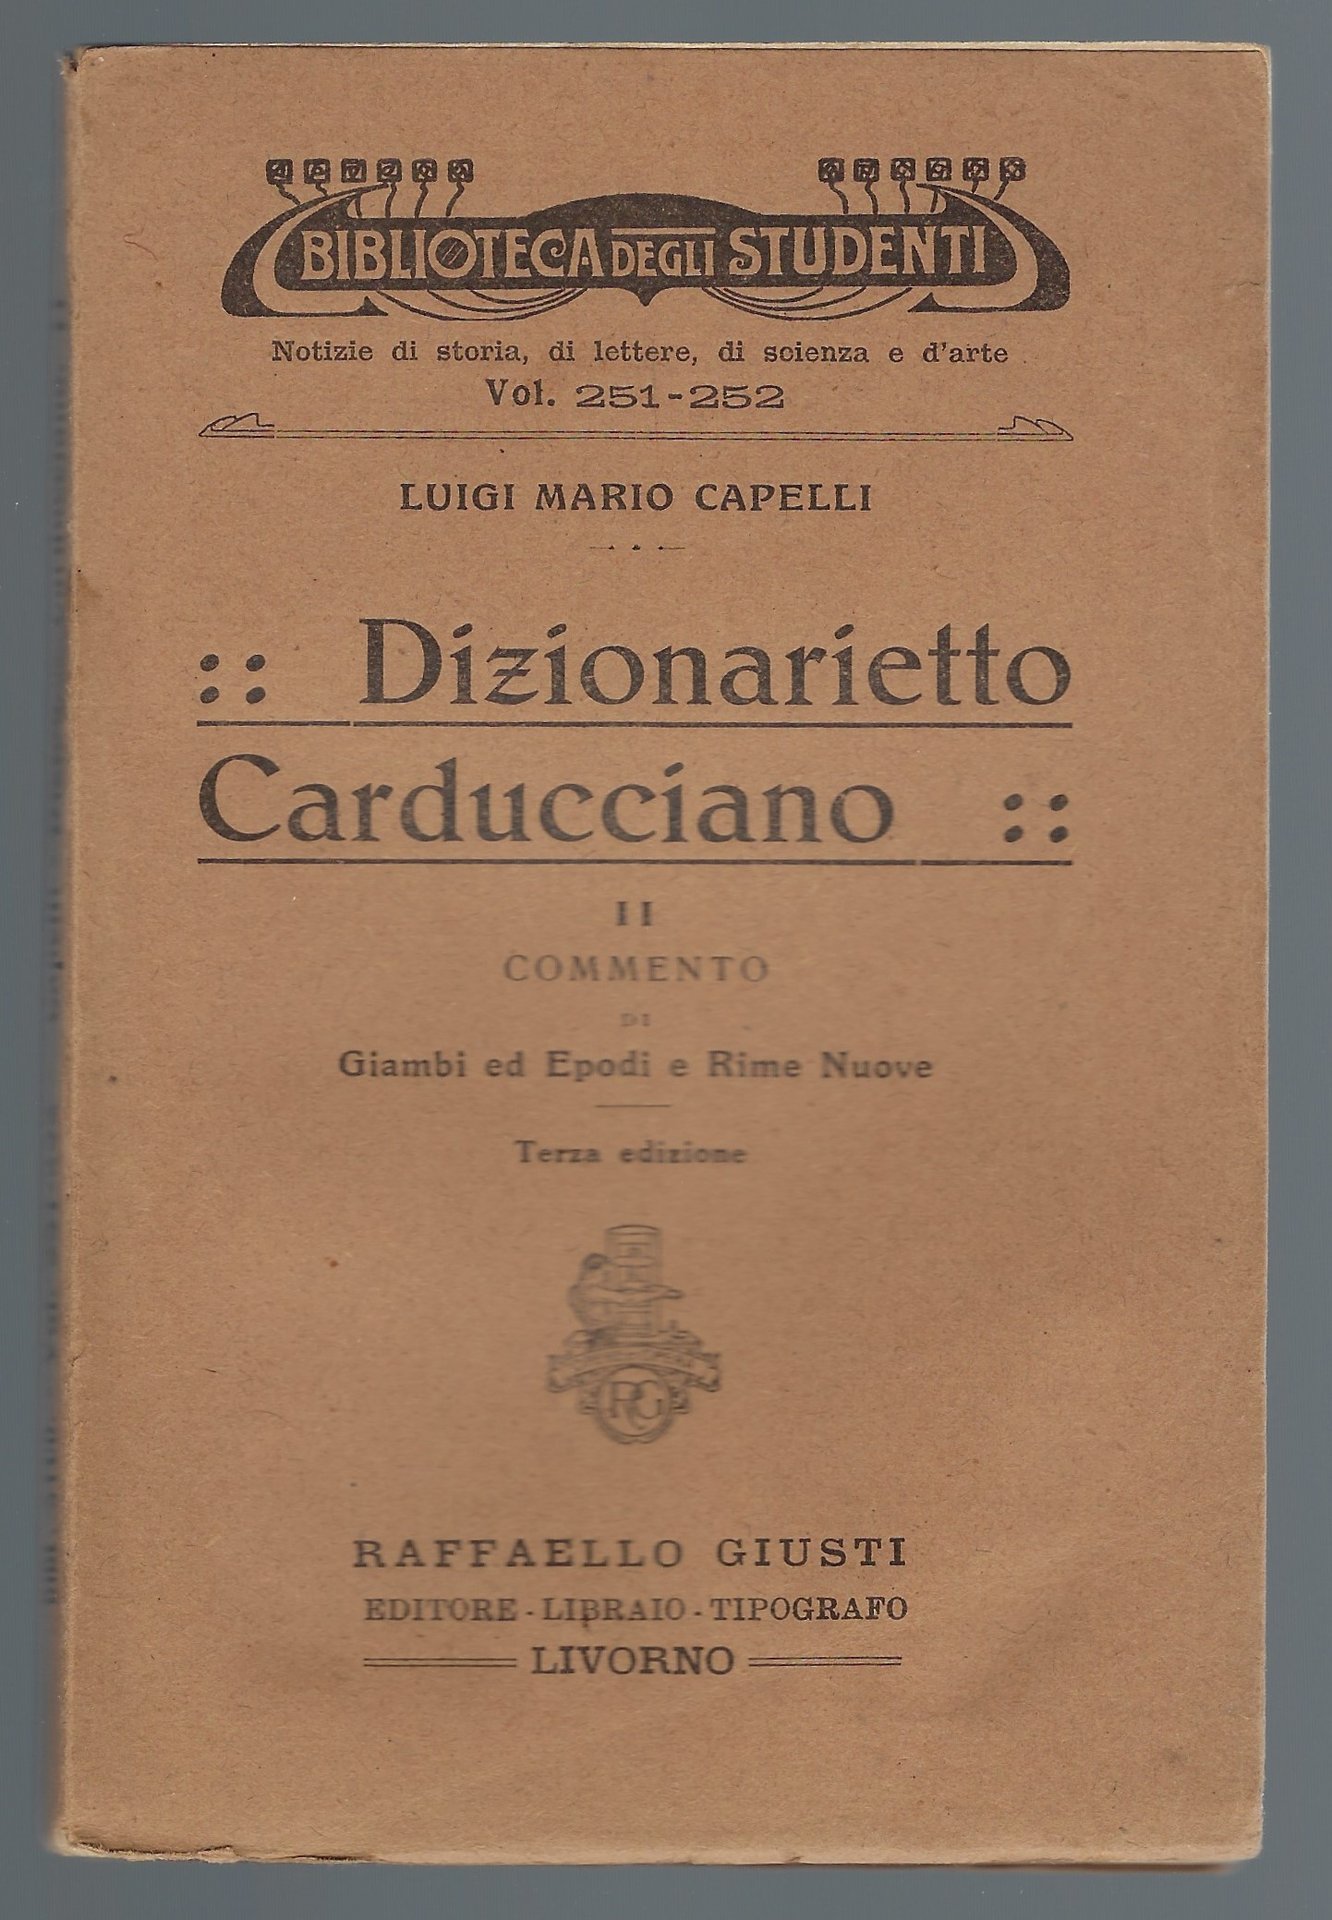 BIBLIOTECA DEGLI STUDENTI
Notizie di storia, di lettere, di scienza e d'arte
Vol. 251-252
LUIGI MARIO CAPELLI
:: Dizionarietto
Carducciano ::
II
COMMENTO
DI
Giambi ed Epodi e Rime Nuove
Terza edizione
RG
RAFFAELLO GIUSTI
EDITORE - LIBRAIO - TIPOGRAFO
LIVORNO